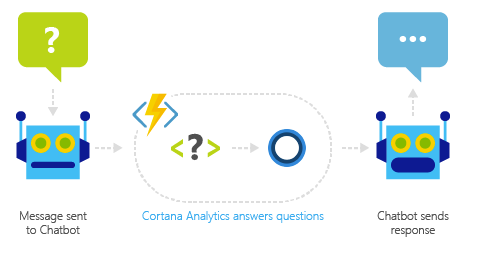 ?
<?>
Message sent
to Chatbot
Cortana Analytics answers questions
Chatbot sends
response